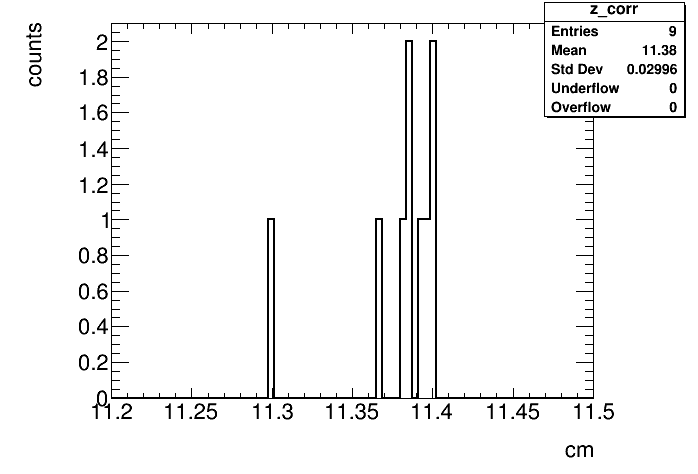 z_corr
Entries 9
Mean 11.38
Std Dev 0.02996
Underflow 0
Overflow 0
counts
2
1.8
1.6
1.4
1.2
1
0.8
0.6
0.4
0.2
0
11.2 11.25 11.3 11.35 11.4 11.45 11.5
cm